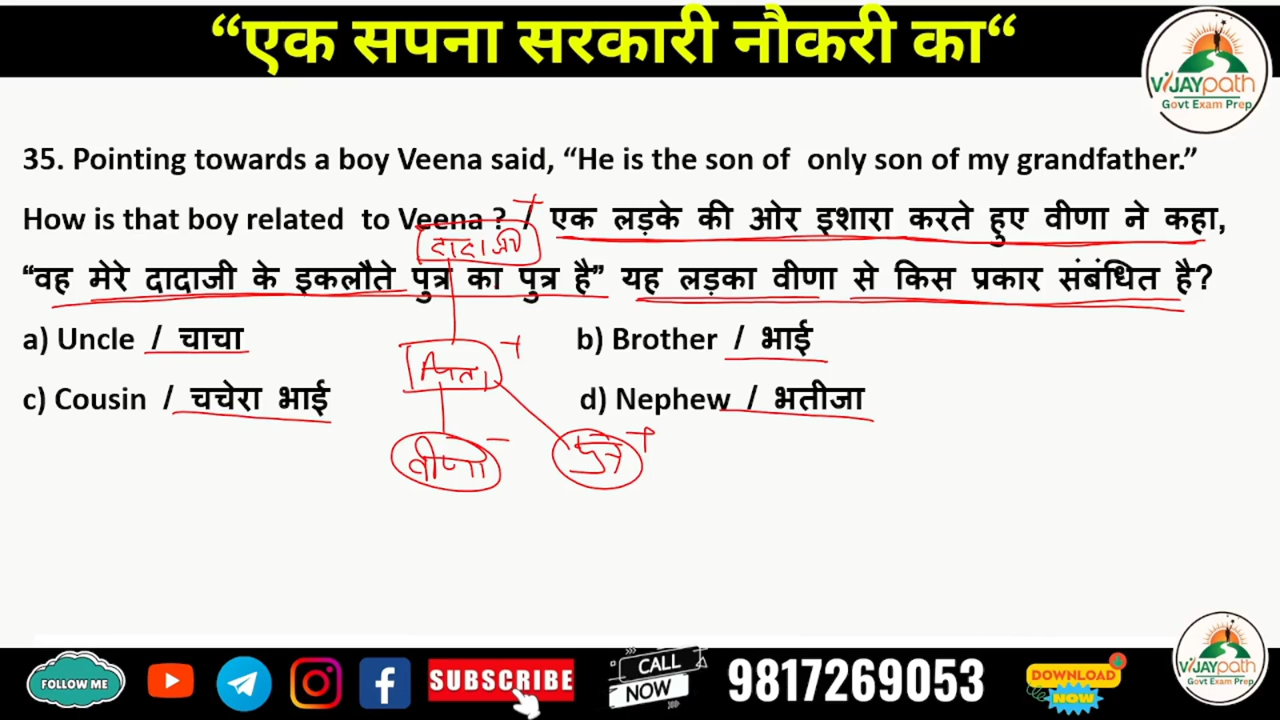 “एक सपना सरकारी नौकरी का“
VIJAYpath
Govt Exam Prep
35. Pointing towards a boy Veena said, “He is the son of only son of my grandfather.”
How is that boy related to Veena ? / एक लड़के की ओर इशारा करते हुए वीणा ने कहा,
दादाजी
“वह मेरे दादाजी के इकलौते पुत्र का पुत्र है” यह लड़का वीणा से किस प्रकार संबंधित है?
a) Uncle / चाचा
b) Brother / भाई
पिता
c) Cousin / चचेरा भाई
d) Nephew / भतीजा
वीणा
पुत्र
VIJAYpath
Govt Exam Prep
FOLLOW ME
SUBSCRIBE
CALL
NOW
9817269053
DOWNLOAD
NOW